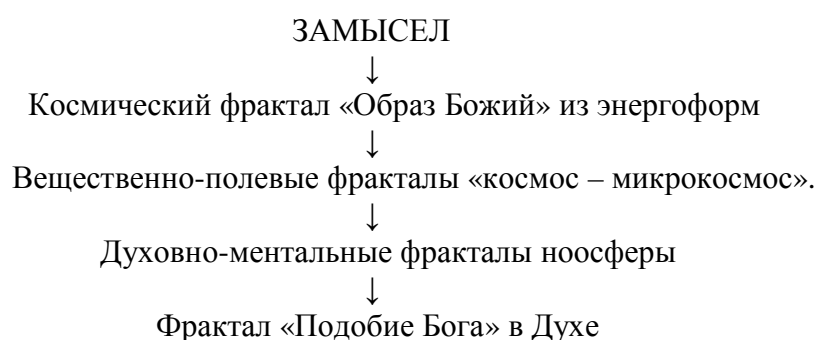 ЗАМЫСЕЛ
↓
Космический фрактал «Образ Божий» из энергоформ
↓
Вещественно-полевые фракталы «космос – микрокосмос».
↓
Духовно-ментальные фракталы ноосферы
↓
Фрактал «Подобие Бога» в Духе